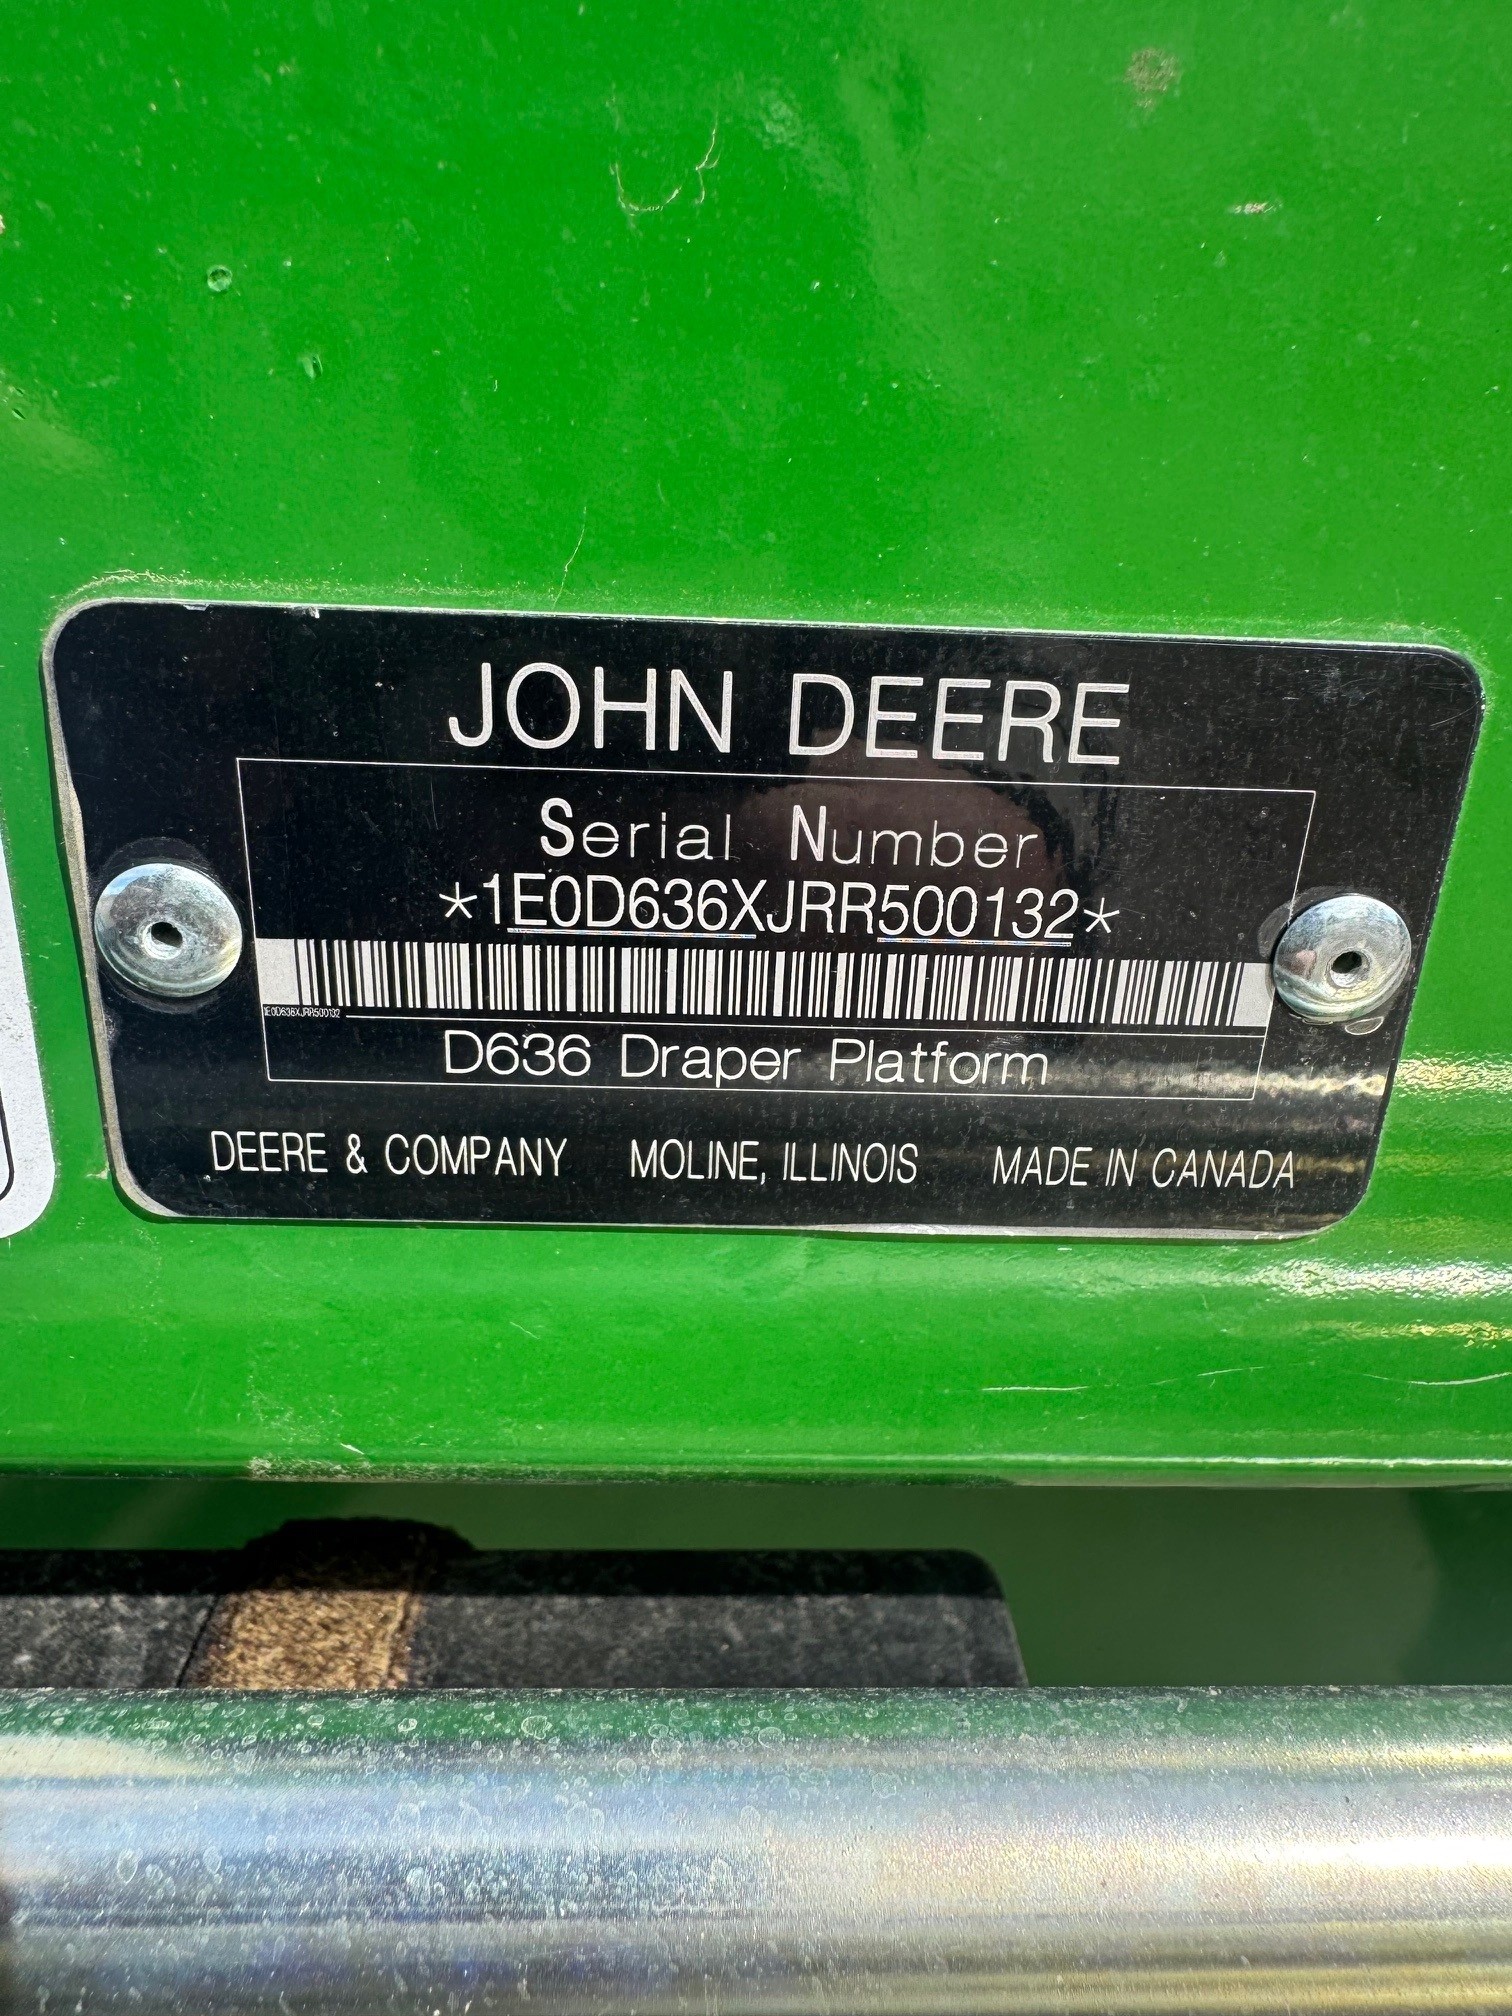 JOHN DEERE
Serial Number
*1E0D636XJRR500132*
1E0D636XJRR500132
D636 Draper Platform
DEERE & COMPANY MOLINE, ILLINOIS MADE IN CANADA